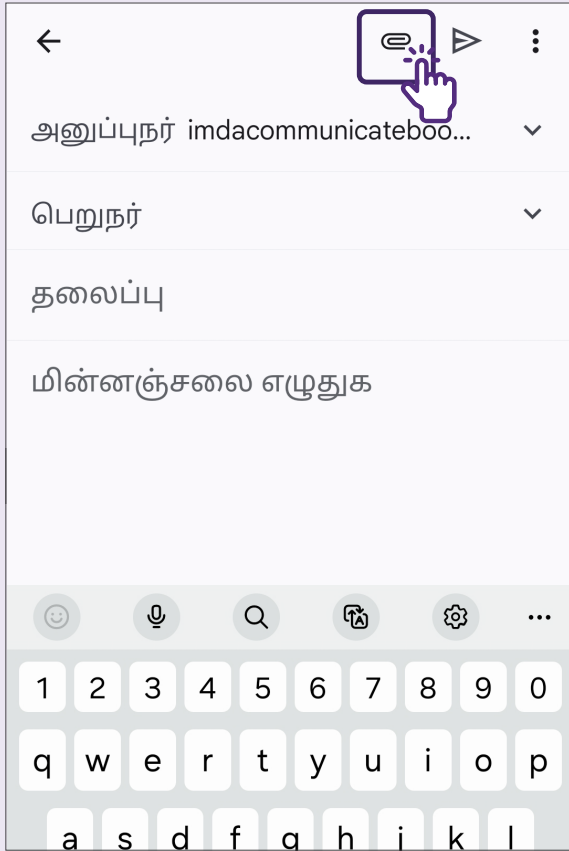 அனுப்புநர் imdacommunicateboo...
பெறுநர்
தலைப்பு
மின்னஞ்சலை எழுதுக
1 2 3 4 5 6 7 8 9 0
q w e r t y u i o p
a s d f g h j k l